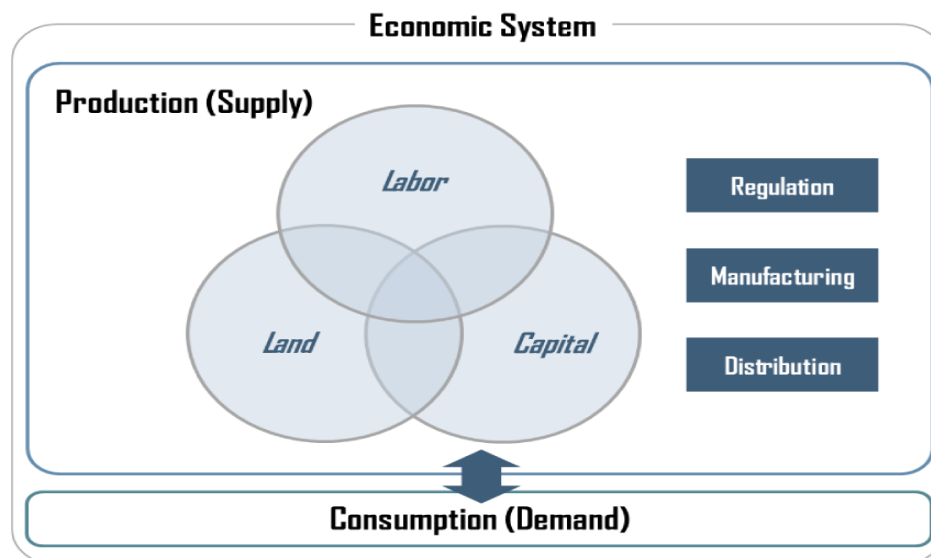 Economic System
Production (Supply)
Labor
Land
Capital
Regulation
Manufacturing
Distribution
Consumption (Demand)